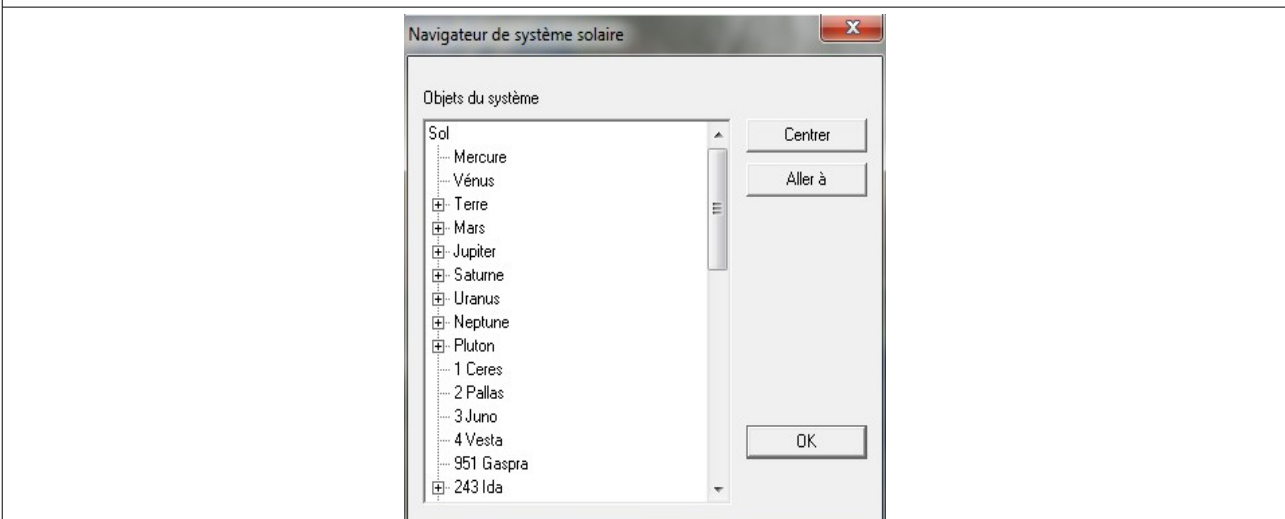 Navigateur de système solaire
Objets du système
Sol
Mercure
Vénus
Terre
Mars
Jupiter
Saturne
Uranus
Neptune
Pluton
1 Ceres
2 Pallas
3 Juno
4 Vesta
951 Gaspra
243 Ida
Centrer
Aller à
OK